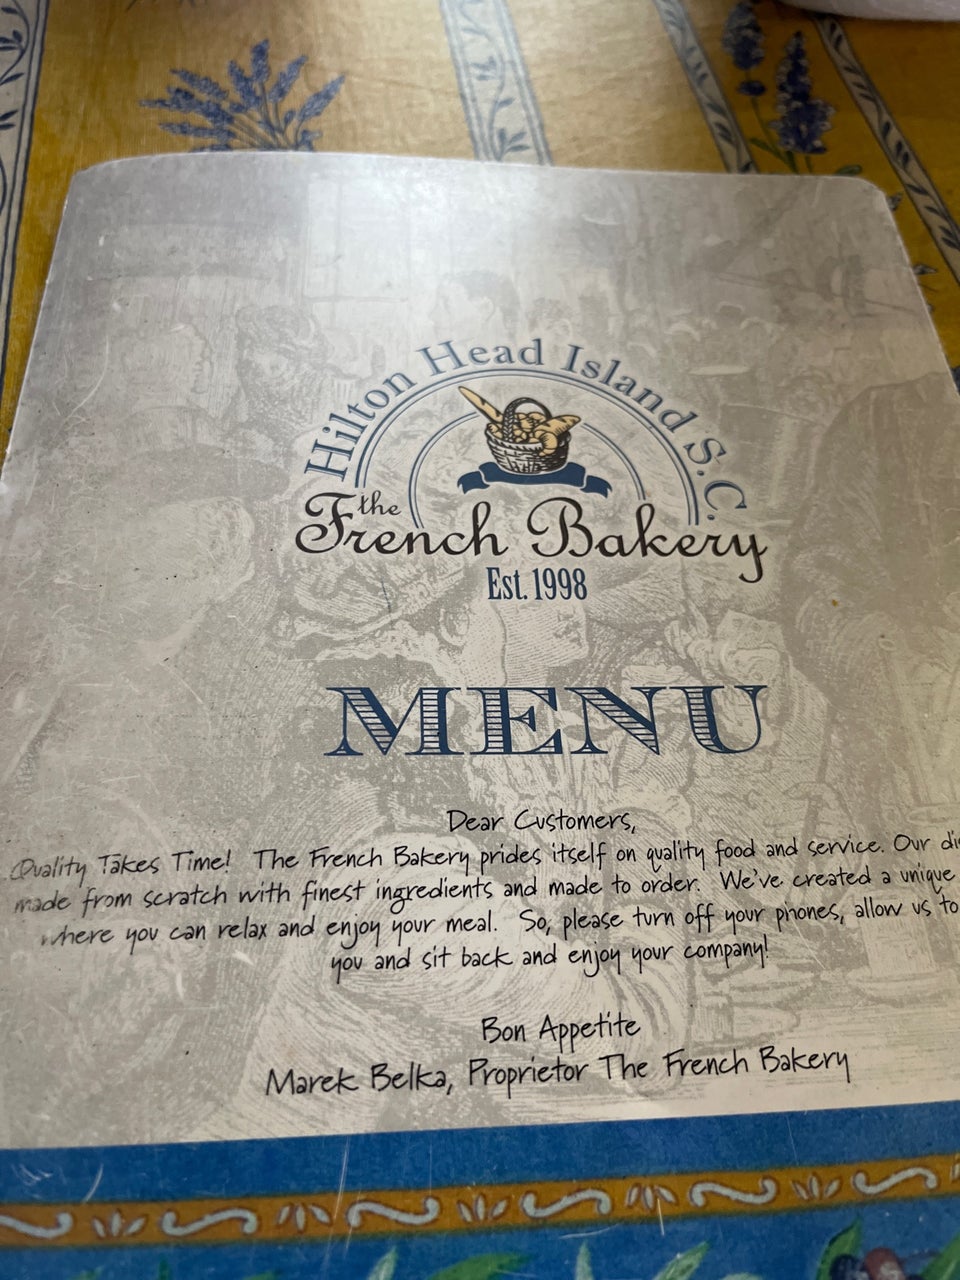 Hilton Head Island S.C.
the
French Bakery
Est. 1998
MENU
Dear Customers,
Quality Takes Time! The French Bakery prides itself on quality food and service. Our
made from scratch with finest ingredients and made to order. We've created a unique
where you can relax and enjoy your meal. So, please turn off your phones, allow us to
you and sit back and enjoy your company!
Bon Appetite
Marek Belka, Proprietor The French Bakery